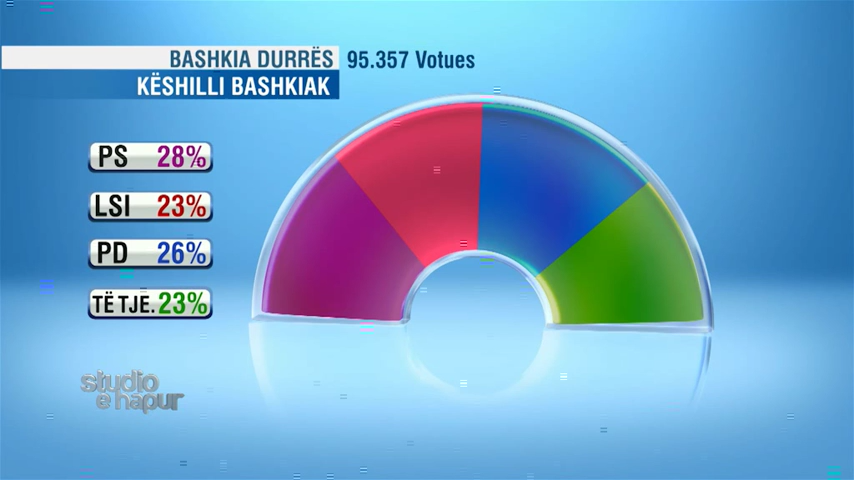 BASHKIA DURRËS 95.357 Votues
KËSHILLI BASHKIAK
PS 28%
LSI 23%
PD 26%
TË TJE. 23%
studio
e hapur